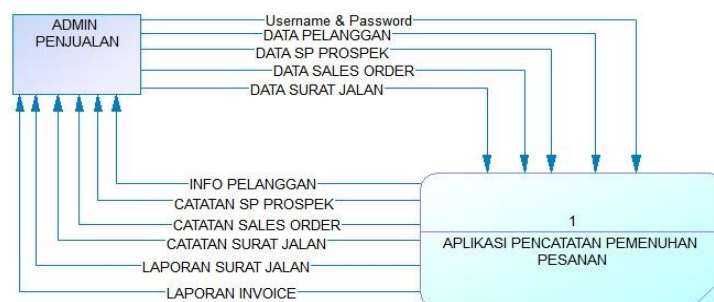 ADMIN
PENJUALAN
Username & Password
DATA PELANGGAN
DATA SP PROSPEK
DATA SALES ORDER
DATA SURAT JALAN
INFO PELANGGAN
CATATAN SP PROSPEK
CATATAN SALES ORDER
CATATAN SURAT JALAN
LAPORAN SURAT JALAN
LAPORAN INVOICE
1
APLIKASI PENCATATAN PEMENUHAN
PESANAN